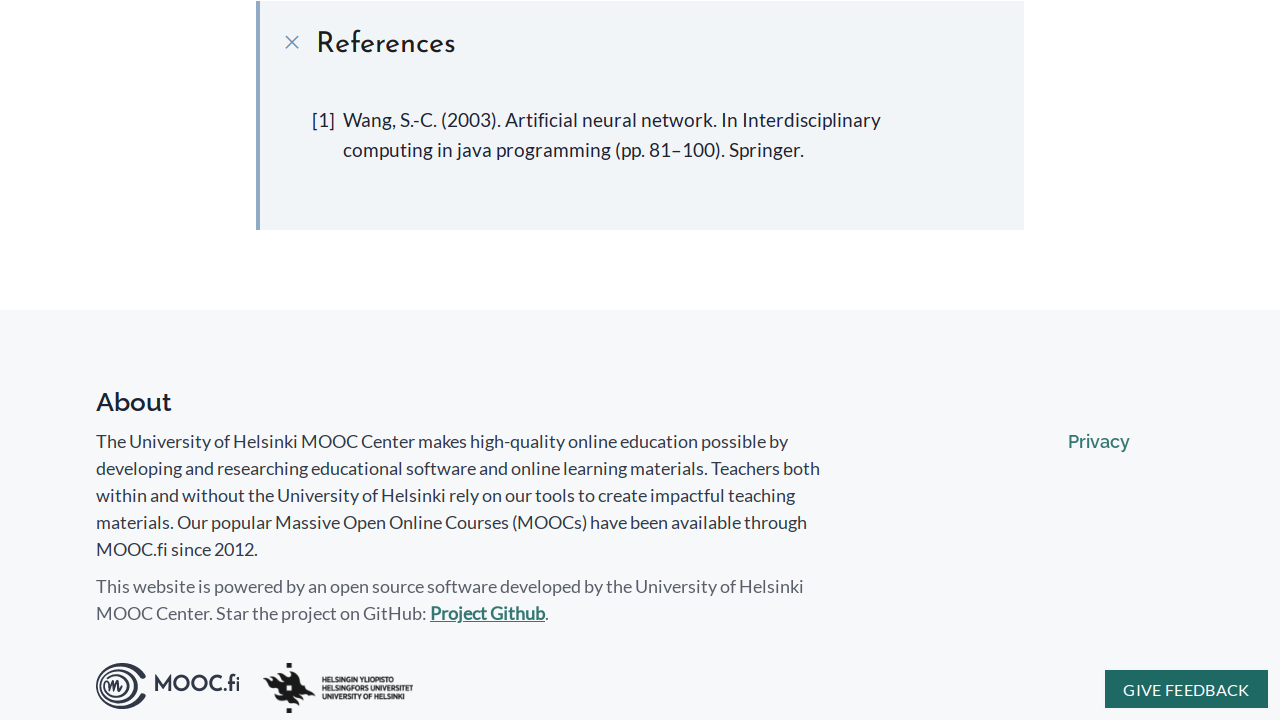 References
[1] Wang, S.-C. (2003). Artificial neural network. In Interdisciplinary
computing in java programming (pp. 81–100). Springer.
About
The University of Helsinki MOOC Center makes high-quality online education possible by
developing and researching educational software and online learning materials. Teachers both
within and without the University of Helsinki rely on our tools to create impactful teaching
materials. Our popular Massive Open Online Courses (MOOCs) have been available through
MOOC.fi since 2012.
Privacy
This website is powered by an open source software developed by the University of Helsinki
MOOC Center. Star the project on GitHub: Project Github.
MOOC.fi
HELSINGIN YLIOPISTO
HELSINGFORS UNIVERSITET
UNIVERSITY OF HELSINKI
GIVE FEEDBACK